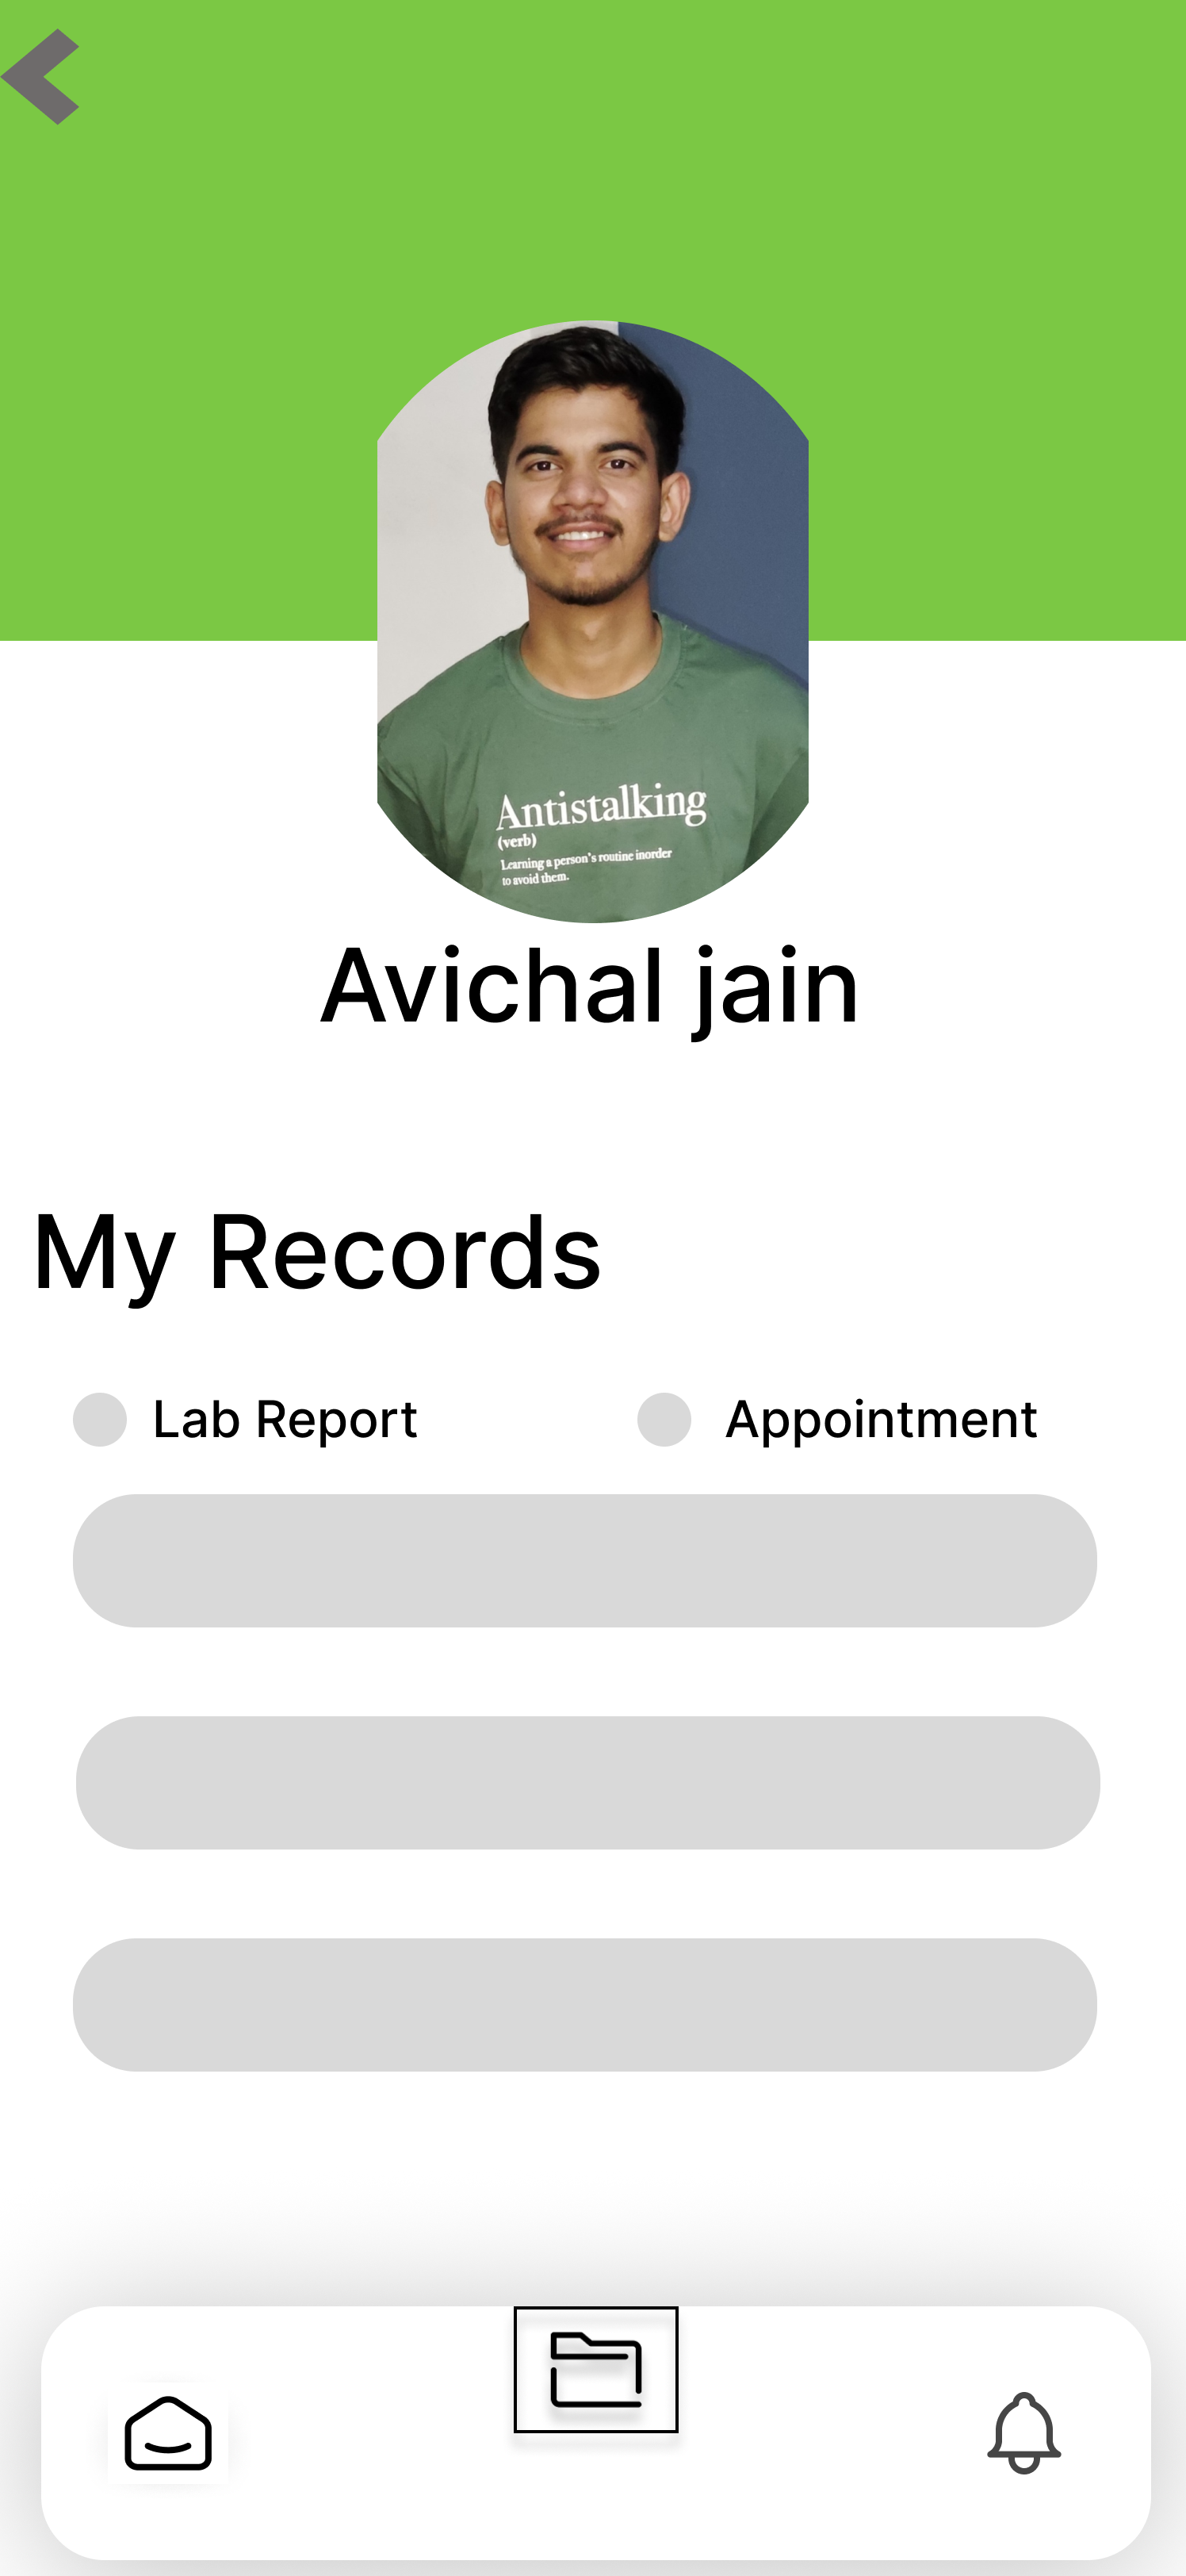 Antistalking
(verb)
Learning a person's routine inorder
to avoid them.
Avichal jain
My Records
Lab Report
Appointment